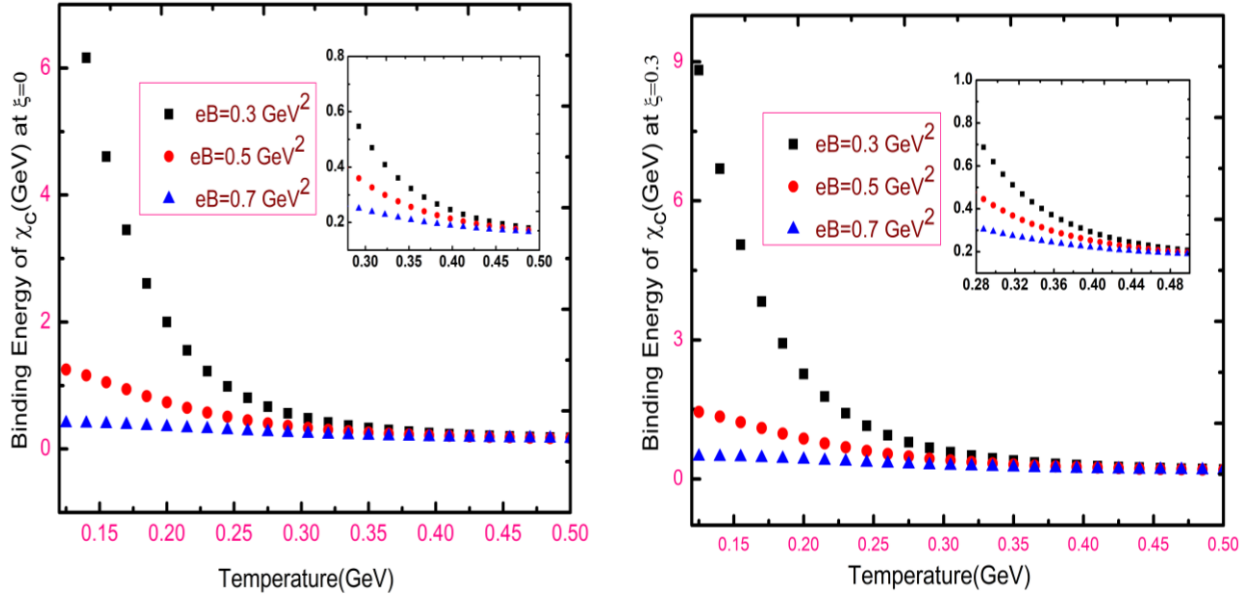 Binding Energy of χ_C(GeV) at ξ=0
6
4
2
0
0.15 0.20 0.25 0.30 0.35 0.40 0.45 0.50
Temperature(GeV)
eB=0.3 GeV²
eB=0.5 GeV²
eB=0.7 GeV²
0.8
0.6
0.4
0.2
0.30 0.35 0.40 0.45 0.50
Binding Energy of χ_C(GeV) at ξ=0.3
9
6
3
0
0.15 0.20 0.25 0.30 0.35 0.40 0.45 0.50
Temperature(GeV)
eB=0.3 GeV²
eB=0.5 GeV²
eB=0.7 GeV²
1.0
0.8
0.6
0.4
0.2
0.28 0.32 0.36 0.40 0.44 0.48